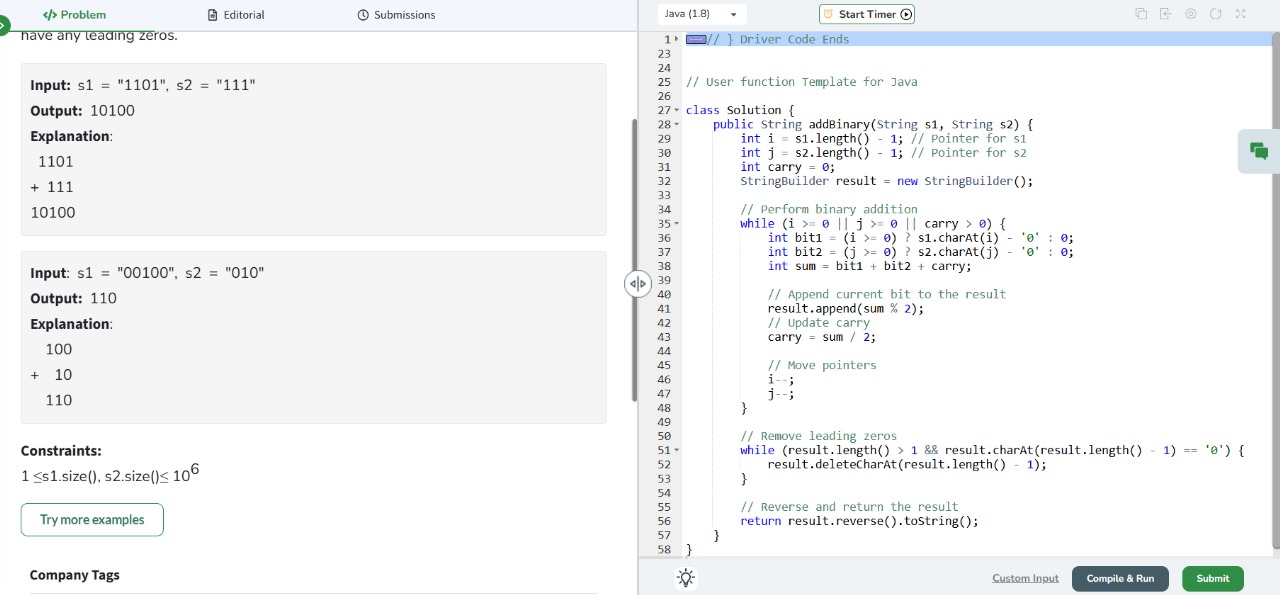 Problem
Editorial
Submissions
have any leading zeros.
Input: s1 = "1101", s2 = "111"
Output: 10100
Explanation:
1101
+ 111
10100
Input: s1 = "00100", s2 = "010"
Output: 110
Explanation:
100
+ 10
110
Constraints:
1 ≤s1.size(), s2.size()≤ 10^6
Try more examples
Company Tags
Java (1.8)
Start Timer
1 // } Driver Code Ends
23
24
25 // User function Template for Java
26
27 class Solution {
28     public String addBinary(String s1, String s2) {
29         int i = s1.length() - 1; // Pointer for s1
30         int j = s2.length() - 1; // Pointer for s2
31         int carry = 0;
32         StringBuilder result = new StringBuilder();
33
34         // Perform binary addition
35         while (i >= 0 || j >= 0 || carry > 0) {
36             int bit1 = (i >= 0) ? s1.charAt(i) - '0' : 0;
37             int bit2 = (j >= 0) ? s2.charAt(j) - '0' : 0;
38             int sum = bit1 + bit2 + carry;
39
40             // Append current bit to the result
41             result.append(sum % 2);
42             // Update carry
43             carry = sum / 2;
44
45             // Move pointers
46             i--;
47             j--;
48         }
49
50         // Remove leading zeros
51         while (result.length() > 1 && result.charAt(result.length() - 1) == '0') {
52             result.deleteCharAt(result.length() - 1);
53         }
54
55         // Reverse and return the result
56         return result.reverse().toString();
57     }
58 }
Custom Input
Compile & Run
Submit